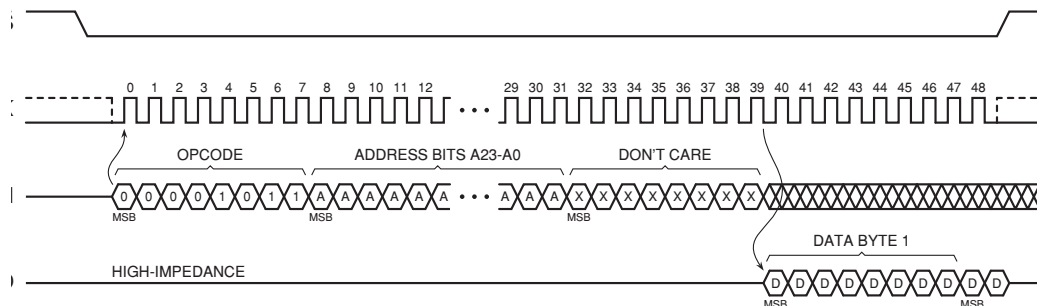 0 1 2 3 4 5 6 7 8 9 10 11 12 29 30 31 32 33 34 35 36 37 38 39 40 41 42 43 44 45 46 47 48
OPCODE ADDRESS BITS A23-A0 DON'T CARE
0 0 0 0 1 0 1 1 A A A A A A A A A X X X X X X X X
MSB MSB MSB
DATA BYTE 1
HIGH-IMPEDANCE
D D D D D D D D D D
MSB MSB